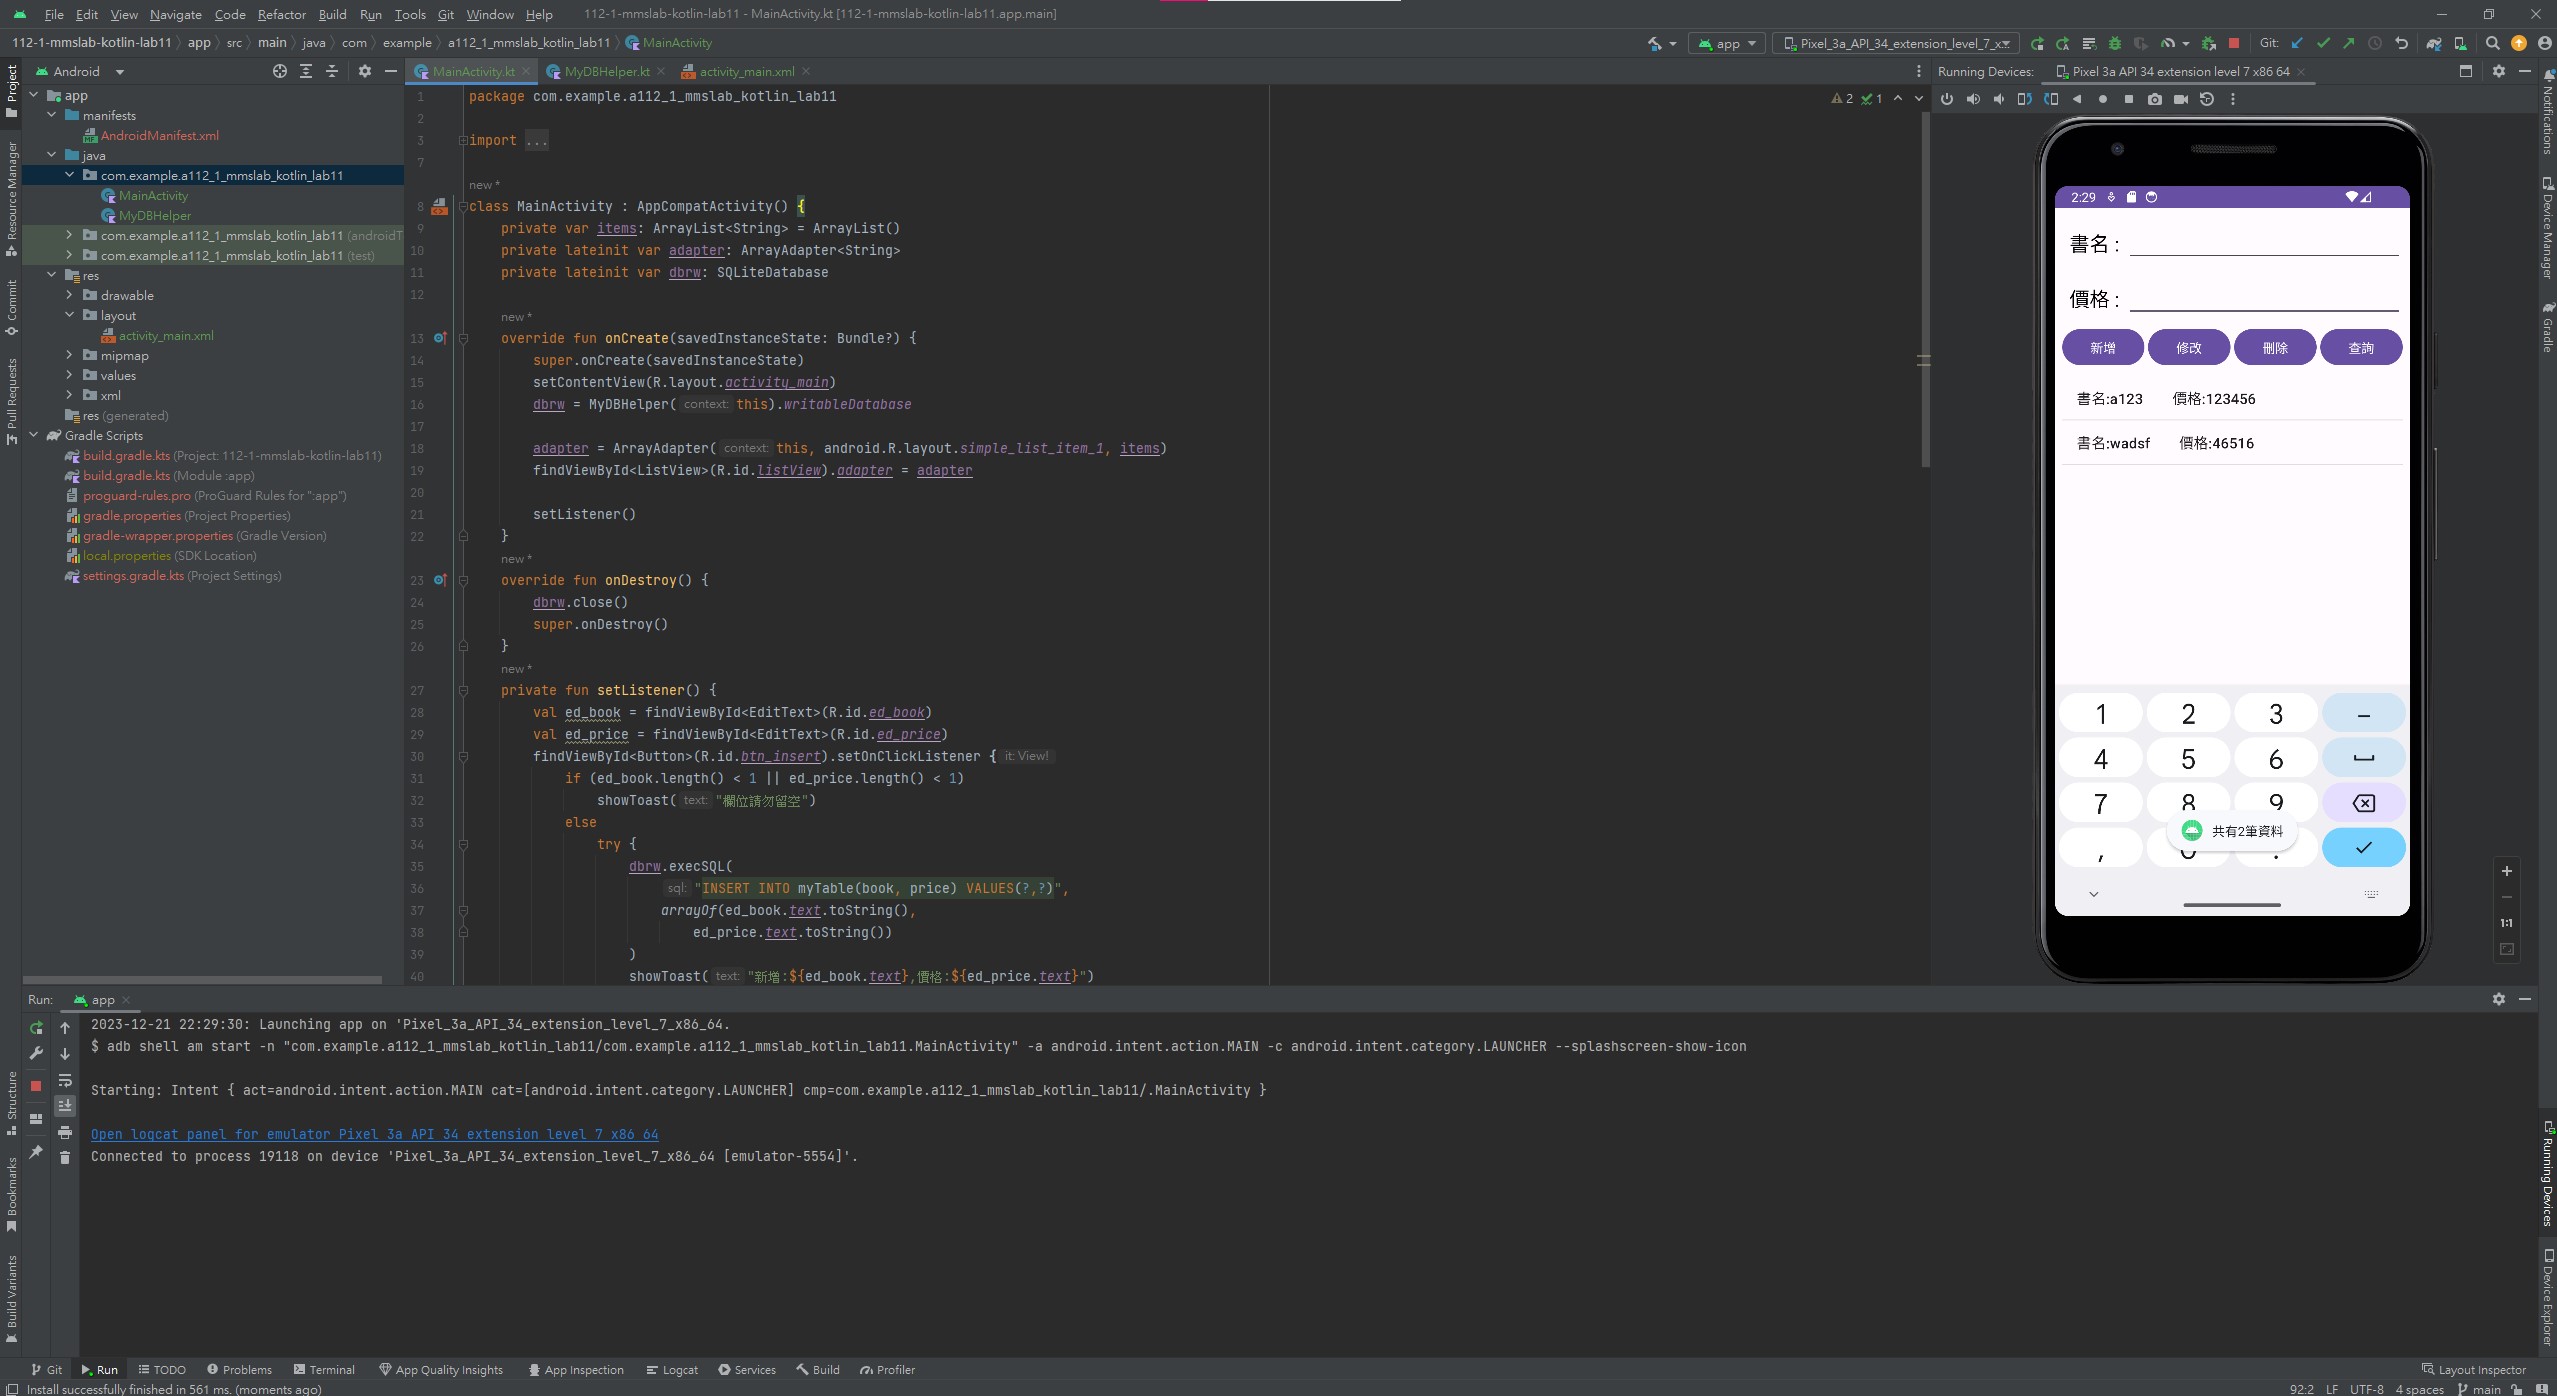 File Edit View Navigate Code Refactor Build Run Tools Git Window Help 112-1-mmslab-kotlin-lab11 - MainActivity.kt [112-1-mmslab-kotlin-lab11.app.main]
112-1-mmslab-kotlin-lab11 app src main java com example a112_1_mmslab_kotlin_lab11 MainActivity
app Pixel_3a_API_34_extension_level_7_x... Git:
Project
Resource Manager
Commit
Pull Requests
Structure
Bookmarks
Build Variants
Android
app
manifests
AndroidManifest.xml
java
com.example.a112_1_mmslab_kotlin_lab11
MainActivity
MyDBHelper
com.example.a112_1_mmslab_kotlin_lab11 (androidT
com.example.a112_1_mmslab_kotlin_lab11 (test)
res
drawable
layout
activity_main.xml
mipmap
values
xml
res (generated)
Gradle Scripts
build.gradle.kts (Project: 112-1-mmslab-kotlin-lab11)
build.gradle.kts (Module :app)
proguard-rules.pro (ProGuard Rules for ":app")
gradle.properties (Project Properties)
gradle-wrapper.properties (Gradle Version)
local.properties (SDK Location)
settings.gradle.kts (Project Settings)
MainActivity.kt MyDBHelper.kt activity_main.xml
2 1
1 package com.example.a112_1_mmslab_kotlin_lab11
2
3 import ...
7
new *
8 class MainActivity : AppCompatActivity() {
9 private var items: ArrayList<String> = ArrayList()
10 private lateinit var adapter: ArrayAdapter<String>
11 private lateinit var dbrw: SQLiteDatabase
12
new *
13 override fun onCreate(savedInstanceState: Bundle?) {
14 super.onCreate(savedInstanceState)
15 setContentView(R.layout.activity_main)
16 dbrw = MyDBHelper( context: this).writableDatabase
17
18 adapter = ArrayAdapter( context: this, android.R.layout.simple_list_item_1, items)
19 findViewById<ListView>(R.id.listView).adapter = adapter
20
21 setListener()
22 }
new *
23 override fun onDestroy() {
24 dbrw.close()
25 super.onDestroy()
26 }
new *
27 private fun setListener() {
28 val ed_book = findViewById<EditText>(R.id.ed_book)
29 val ed_price = findViewById<EditText>(R.id.ed_price)
30 findViewById<Button>(R.id.btn_insert).setOnClickListener { it: View!
31 if (ed_book.length() < 1 || ed_price.length() < 1)
32 showToast( text: "欄位請勿留空")
33 else
34 try {
35 dbrw.execSQL(
36 sql: "INSERT INTO myTable(book, price) VALUES(?,?)",
37 arrayOf(ed_book.text.toString(),
38 ed_price.text.toString())
39 )
40 showToast( text: "新增:${ed_book.text},價格:${ed_price.text}")
Running Devices: Pixel 3a API 34 extension level 7 x86 64
2:29
書名 :
價格 :
新增 修改 刪除 查詢
書名:a123 價格:123456
書名:wadsf 價格:46516
1 2 3 -
4 5 6
7 8 9
, 0 .
共有2筆資料
1:1
Notifications
Device Manager
Gradle
Running Devices
Device Explorer
Run: app
2023-12-21 22:29:30: Launching app on 'Pixel_3a_API_34_extension_level_7_x86_64.
$ adb shell am start -n "com.example.a112_1_mmslab_kotlin_lab11/com.example.a112_1_mmslab_kotlin_lab11.MainActivity" -a android.intent.action.MAIN -c android.intent.category.LAUNCHER --splashscreen-show-icon
Starting: Intent { act=android.intent.action.MAIN cat=[android.intent.category.LAUNCHER] cmp=com.example.a112_1_mmslab_kotlin_lab11/.MainActivity }
Open logcat panel for emulator Pixel 3a API 34 extension level 7 x86 64
Connected to process 19118 on device 'Pixel_3a_API_34_extension_level_7_x86_64 [emulator-5554]'.
Git Run TODO Problems Terminal App Quality Insights App Inspection Logcat Services Build Profiler Layout Inspector
Install successfully finished in 561 ms. (moments ago) 92:2 LF UTF-8 4 spaces main